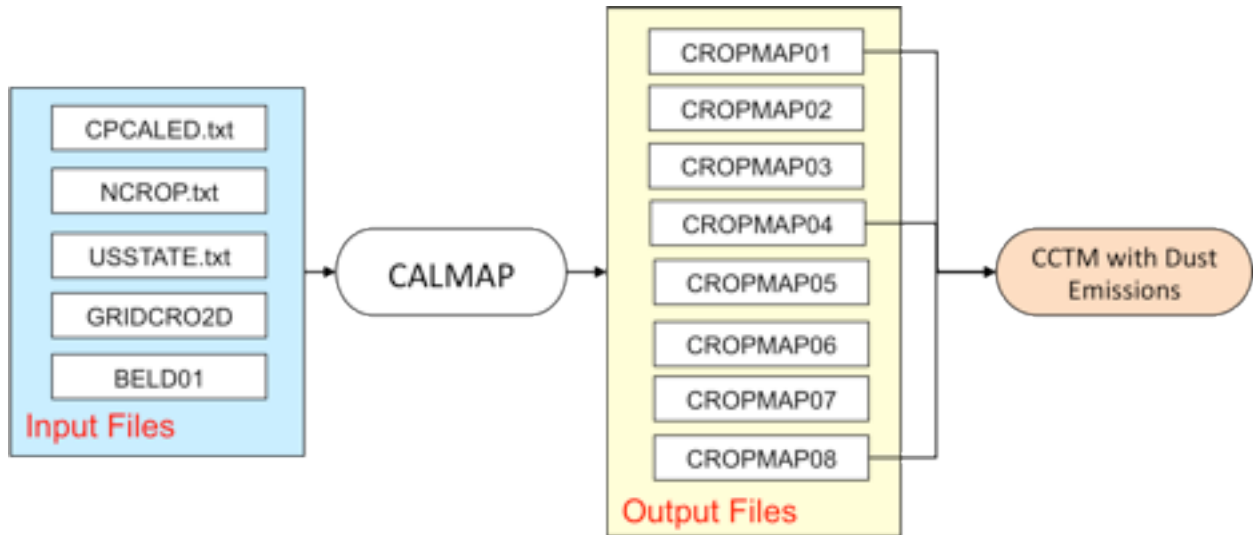 CPCALED.txt
NCROP.txt
USSTATE.txt
GRIDCRO2D
BELD01
Input Files
CALMAP
CROPMAP01
CROPMAP02
CROPMAP03
CROPMAP04
CROPMAP05
CROPMAP06
CROPMAP07
CROPMAP08
Output Files
CCTM with Dust
Emissions